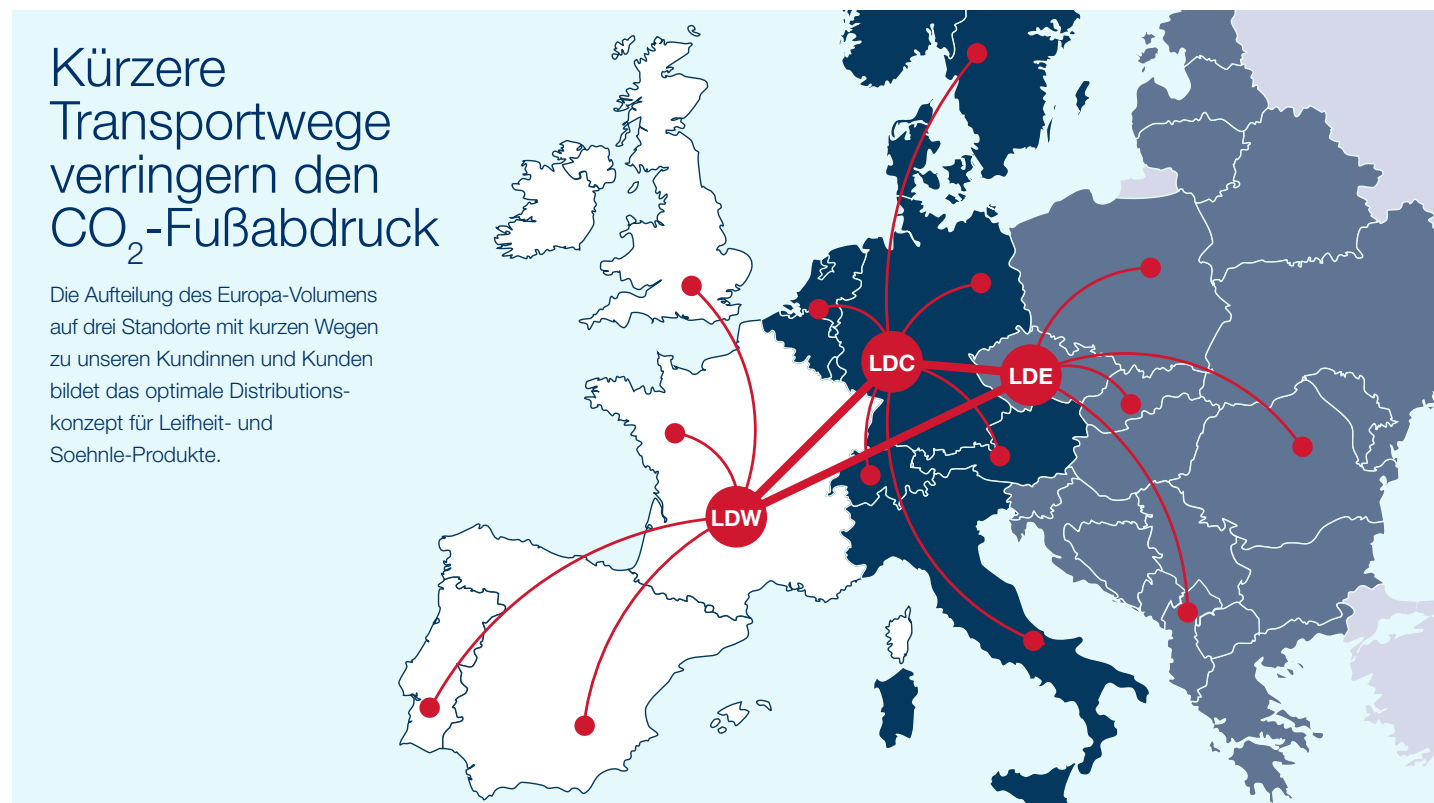 Kürzere
Transportwege
verringern den
CO₂-Fußabdruck
Die Aufteilung des Europa-Volumens
auf drei Standorte mit kurzen Wegen
zu unseren Kundinnen und Kunden
bildet das optimale Distributions-
konzept für Leifheit- und
Soehnle-Produkte.
LDC
LDE
LDW